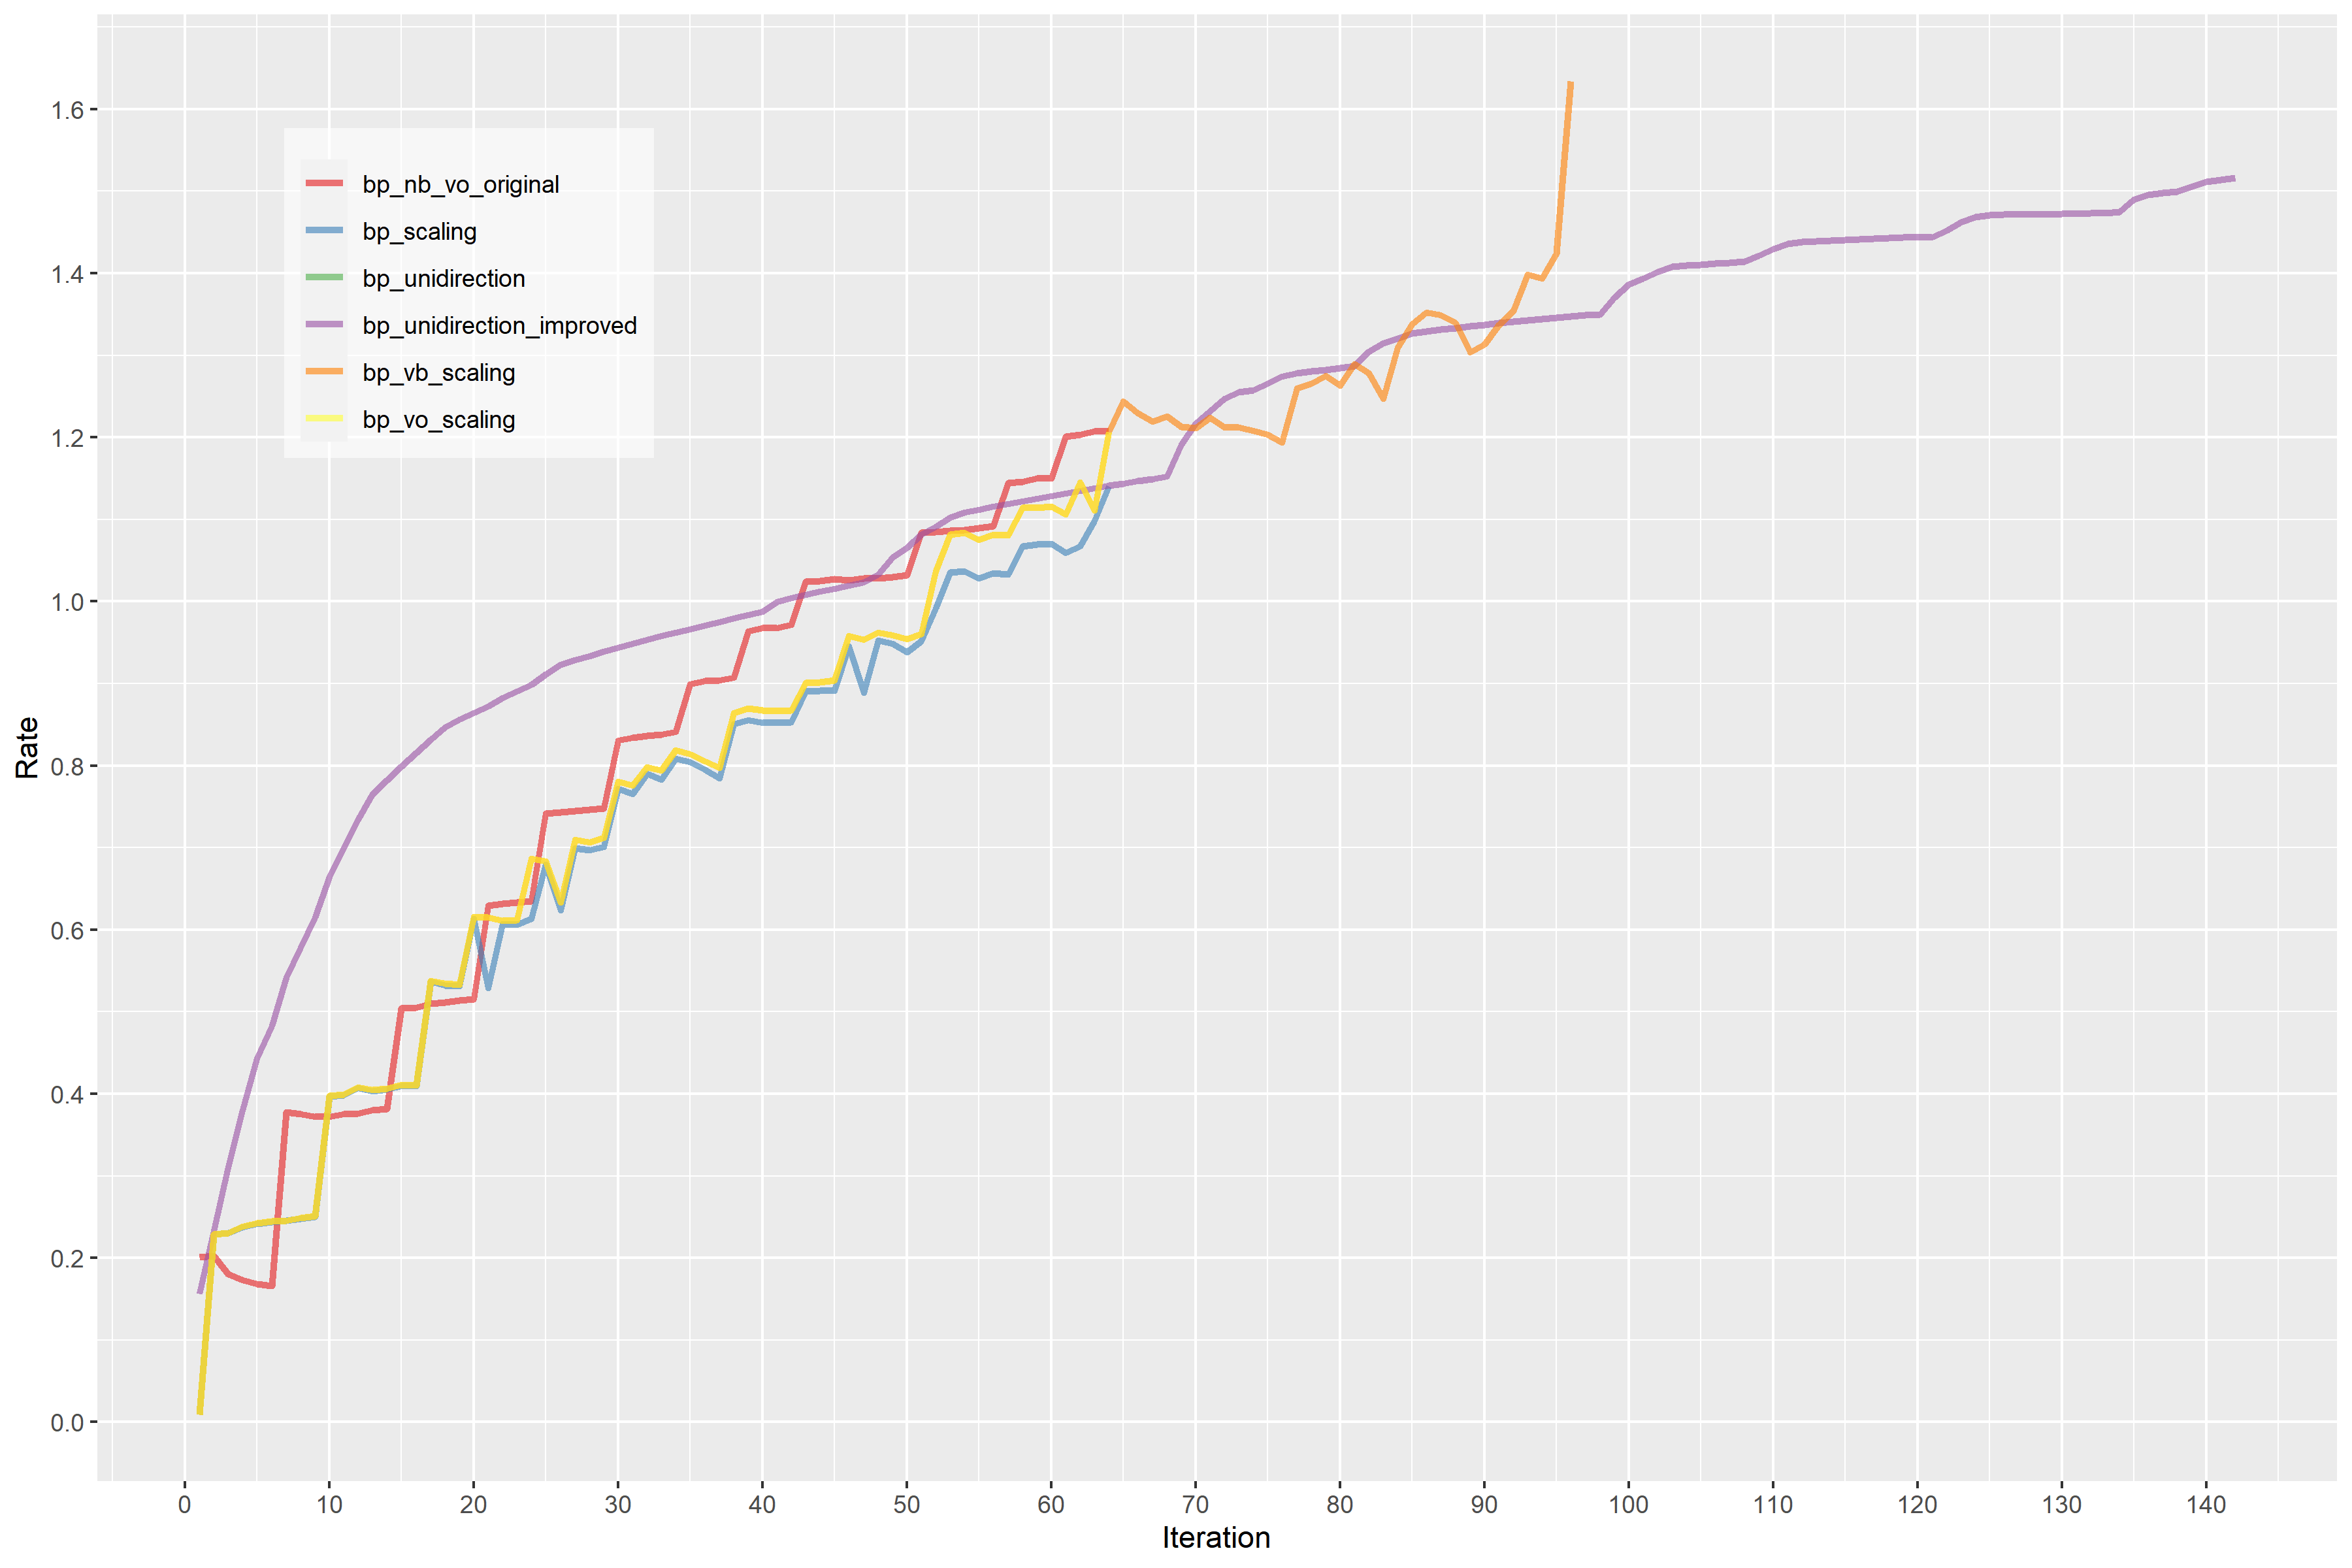 1.6
1.4
1.2
1.0
0.8
0.6
0.4
0.2
0.0
Rate
bp_nb_vo_original
bp_scaling
bp_unidirection
bp_unidirection_improved
bp_vb_scaling
bp_vo_scaling
0 10 20 30 40 50 60 70 80 90 100 110 120 130 140
Iteration